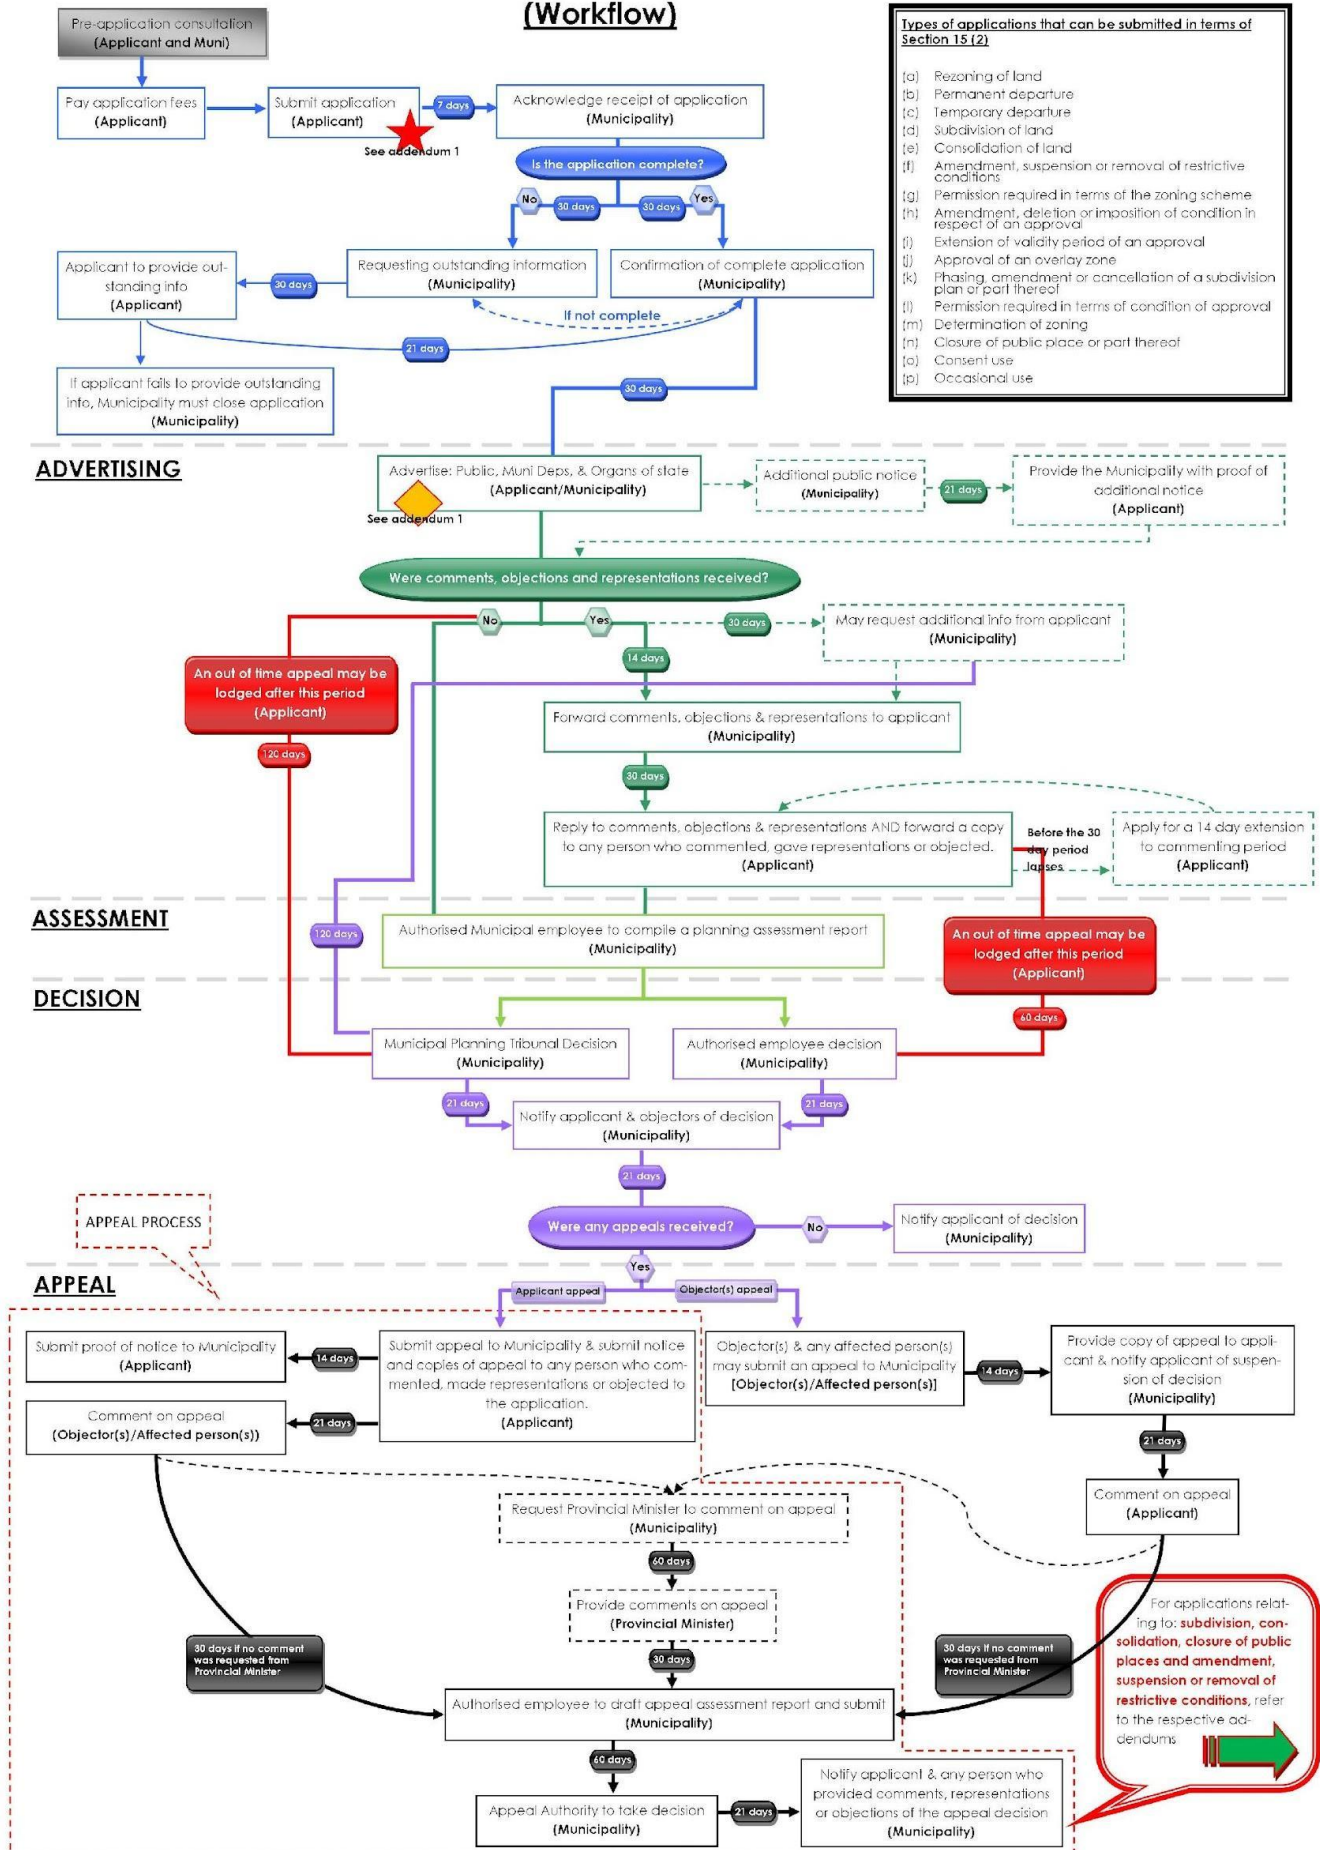 (Workflow)
Pre-application consultation
(Applicant and Muni)
Types of applications that can be submitted in terms of
Section 15 (2)
(a) Rezoning of land
(b) Permanent departure
(c) Temporary departure
(d) Subdivision of land
(e) Consolidation of land
(f) Amendment, suspension or removal of restrictive
conditions
(g) Permission required in terms of the zoning scheme
(h) Amendment, deletion or imposition of condition in
respect of an approval
(i) Extension of validity period of an approval
(j) Approval of an overlay zone
(k) Phasing, amendment or cancellation of a subdivision
plan or part thereof
(l) Permission required in terms of condition of approval
(m) Determination of zoning
(n) Closure of public place or part thereof
(o) Consent use
(p) Occasional use
Pay application fees
(Applicant)
Submit application
(Applicant)
See addendum 1
7 days
Acknowledge receipt of application
(Municipality)
Is the application complete?
No
30 days
30 days
Yes
Applicant to provide out-
standing info
(Applicant)
30 days
Requesting outstanding information
(Municipality)
Confirmation of complete application
(Municipality)
If not complete
21 days
If applicant fails to provide outstanding
info, Municipality must close application
(Municipality)
30 days
ADVERTISING
Advertise: Public, Muni Deps, & Organs of state
(Applicant/Municipality)
See addendum 1
Additional public notice
(Municipality)
21 days
Provide the Municipality with proof of
additional notice
(Applicant)
Were comments, objections and representations received?
No
Yes
30 days
May request additional info from applicant
(Municipality)
14 days
An out of time appeal may be
lodged after this period
(Applicant)
120 days
Forward comments, objections & representations to applicant
(Municipality)
30 days
Reply to comments, objections & representations AND forward a copy
to any person who commented, gave representations or objected.
(Applicant)
Before the 30
day period
lapses
Apply for a 14 day extension
to commenting period
(Applicant)
ASSESSMENT
120 days
Authorised Municipal employee to compile a planning assessment report
(Municipality)
An out of time appeal may be
lodged after this period
(Applicant)
60 days
DECISION
Municipal Planning Tribunal Decision
(Municipality)
Authorised employee decision
(Municipality)
21 days
21 days
Notify applicant & objectors of decision
(Municipality)
21 days
Were any appeals received?
No
Notify applicant of decision
(Municipality)
Yes
APPEAL PROCESS
APPEAL
Applicant appeal
Objector(s) appeal
Submit proof of notice to Municipality
(Applicant)
14 days
Submit appeal to Municipality & submit notice
and copies of appeal to any person who com-
mented, made representations or objected to
the application.
(Applicant)
Objector(s) & any affected person(s)
may submit an appeal to Municipality
[Objector(s)/Affected person(s)]
14 days
Provide copy of appeal to appli-
cant & notify applicant of suspen-
sion of decision
(Municipality)
Comment on appeal
(Objector(s)/Affected person(s))
21 days
21 days
Comment on appeal
(Applicant)
Request Provincial Minister to comment on appeal
(Municipality)
60 days
Provide comments on appeal
(Provincial Minister)
30 days
30 days if no comment
was requested from
Provincial Minister
30 days if no comment
was requested from
Provincial Minister
For applications relat-
ing to: subdivision, con-
solidation, closure of public
places and amendment,
suspension or removal of
restrictive conditions, refer
to the respective ad-
dendums
Authorised employee to draft appeal assessment report and submit
(Municipality)
60 days
Appeal Authority to take decision
(Municipality)
21 days
Notify applicant & any person who
provided comments, representations
or objections of the appeal decision
(Municipality)